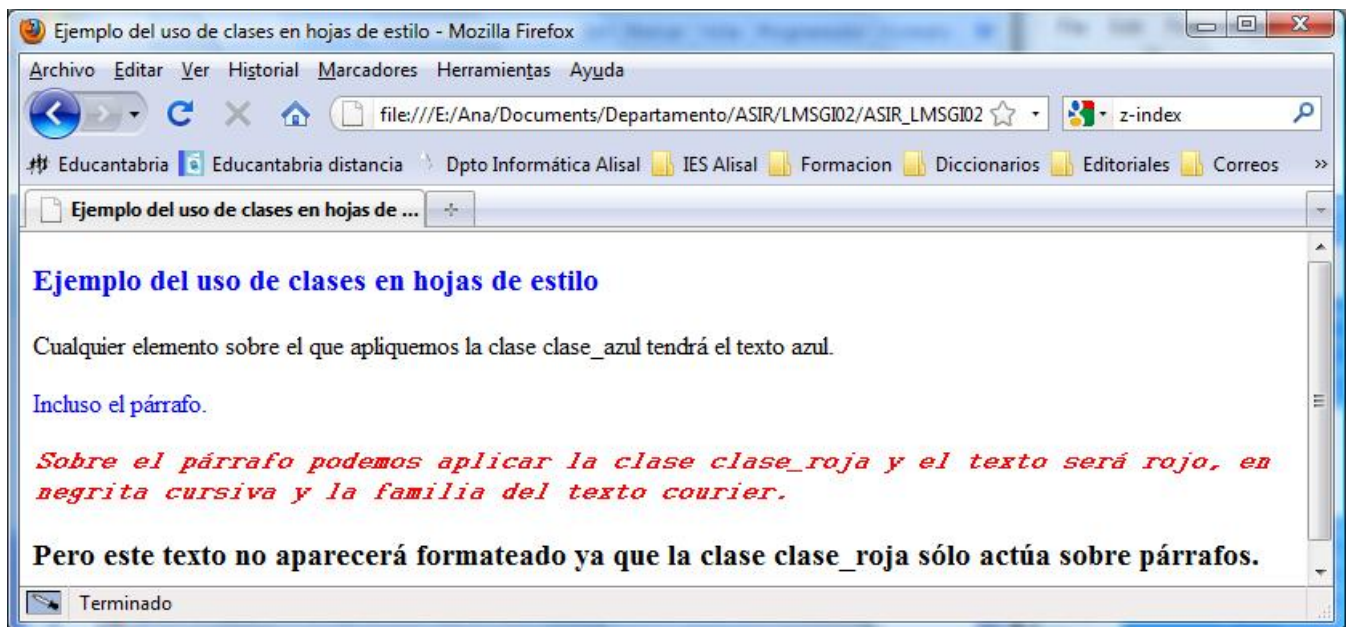 Ejemplo del uso de clases en hojas de estilo - Mozilla Firefox
Archivo Editar Ver Historial Marcadores Herramientas Ayuda
file:///E:/Ana/Documents/Departamento/ASIR/LMSGI02/ASIR_LMSGI02 z-index
Educantabria Educantabria distancia Dpto Informática Alisal IES Alisal Formacion Diccionarios Editoriales Correos »
Ejemplo del uso de clases en hojas de ...
Ejemplo del uso de clases en hojas de estilo
Cualquier elemento sobre el que apliquemos la clase clase_azul tendrá el texto azul.
Incluso el párrafo.
Sobre el párrafo podemos aplicar la clase clase_roja y el texto será rojo, en
negrita cursiva y la familia del texto courier.
Pero este texto no aparecerá formateado ya que la clase clase_roja sólo actúa sobre párrafos.
Terminado